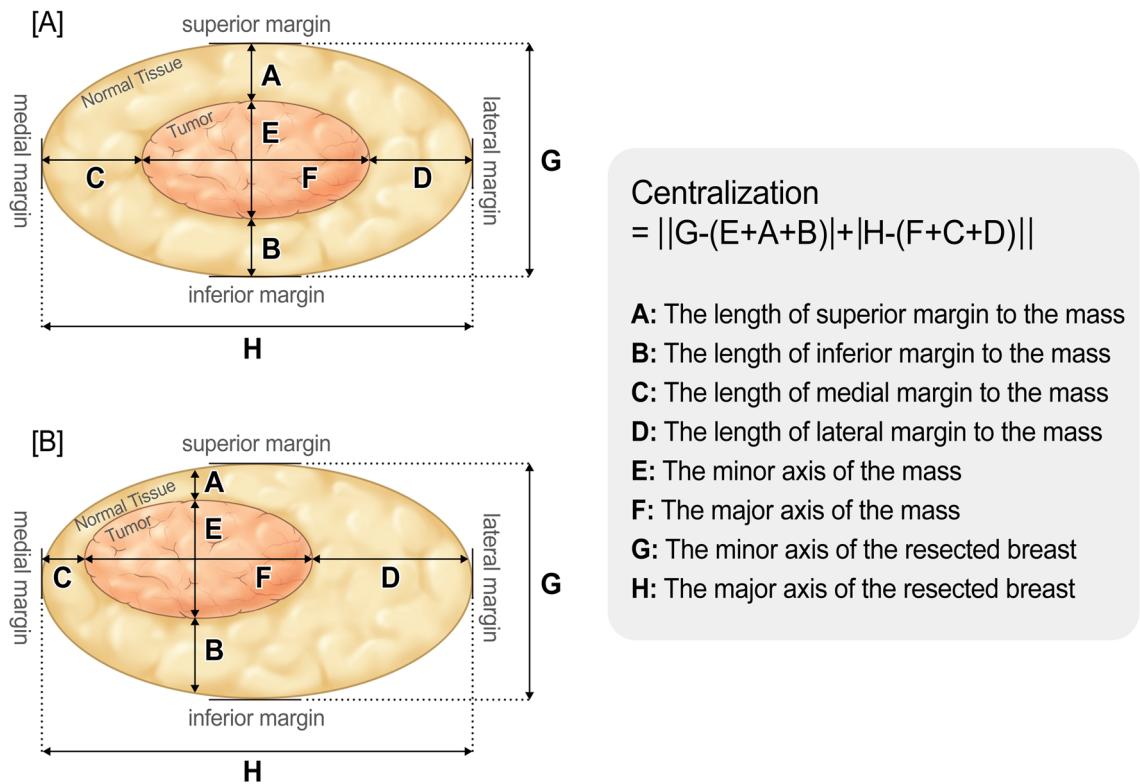 [A]
superior margin
Normal Tissue
Tumor
A
E
medial margin
lateral margin
G
C
F
D
B
inferior margin
H
[B]
superior margin
Normal Tissue
Tumor
A
E
medial margin
lateral margin
G
C
F
D
B
inferior margin
H
Centralization
= ||G-(E+A+B)|+|H-(F+C+D)||
A: The length of superior margin to the mass
B: The length of inferior margin to the mass
C: The length of medial margin to the mass
D: The length of lateral margin to the mass
E: The minor axis of the mass
F: The major axis of the mass
G: The minor axis of the resected breast
H: The major axis of the resected breast